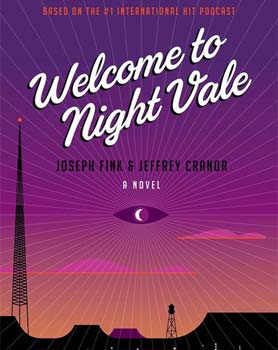 BASED ON THE #1 INTERNATIONAL HIT PODCAST
Welcome to
Night Vale
JOSEPH FINK & JEFFREY CRANOR
A NOVEL